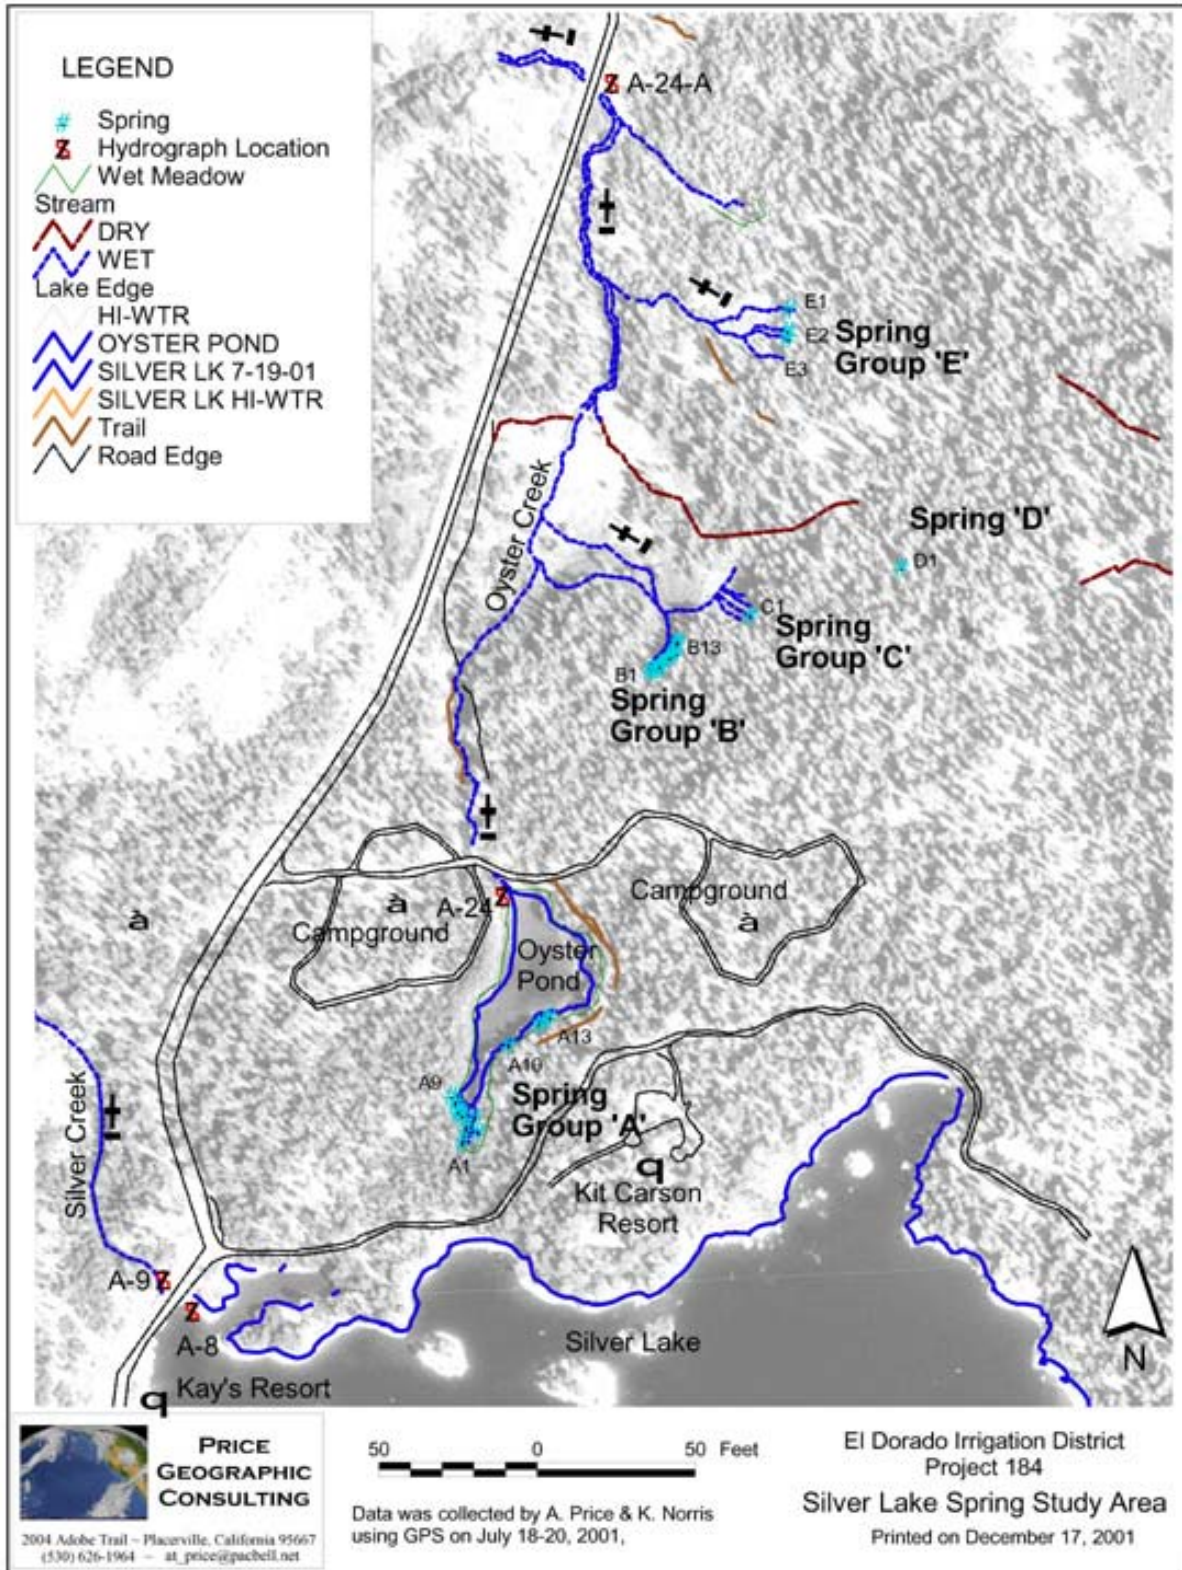 LEGEND
Spring
Hydrograph Location
Wet Meadow
Stream
DRY
WET
Lake Edge
HI-WTR
OYSTER POND
SILVER LK 7-19-01
SILVER LK HI-WTR
Trail
Road Edge
A-24-A
E1
E2
E3
Spring
Group 'E'
Oyster Creek
Spring 'D'
D1
C1
Spring
Group 'C'
B13
B1
Spring
Group 'B'
Campground
à
A-24
Campground
à
à
Oyster
Pond
A13
A10
A9
Spring
Group 'A'
A1
Silver Creek
q
Kit Carson
Resort
A-9
A-8
Silver Lake
N
q Kay's Resort
PRICE
GEOGRAPHIC
CONSULTING
2004 Adobe Trail ~ Placerville, California 95667
(530) 626-1964 ~ at_price@pacbell.net
50 0 50 Feet
Data was collected by A. Price & K. Norris
using GPS on July 18-20, 2001,
El Dorado Irrigation District
Project 184
Silver Lake Spring Study Area
Printed on December 17, 2001